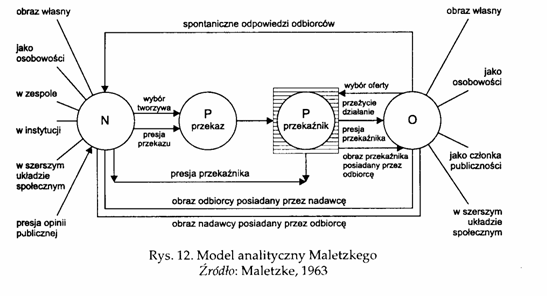 obraz własny
spontaniczne odpowiedzi odbiorców
obraz własny
jako
osobowości
w zespole
w instytucji
w szerszym
układzie
społecznym
presja opinii
publicznej
N
wybór
tworzywa
presja
przekazu
P
przekaz
P
przekaźnik
wybór oferty
przeżycie
działanie
presja
przekaźnika
obraz przekaźnika
posiadany przez
odbiorcę
O
jako
osobowości
jako członka
publiczności
w szerszym
układzie
społecznym
presja przekaźnika
obraz odbiorcy posiadany przez nadawcę
obraz nadawcy posiadany przez odbiorcę
Rys. 12. Model analityczny Maletzkego
Źródło: Maletzke, 1963